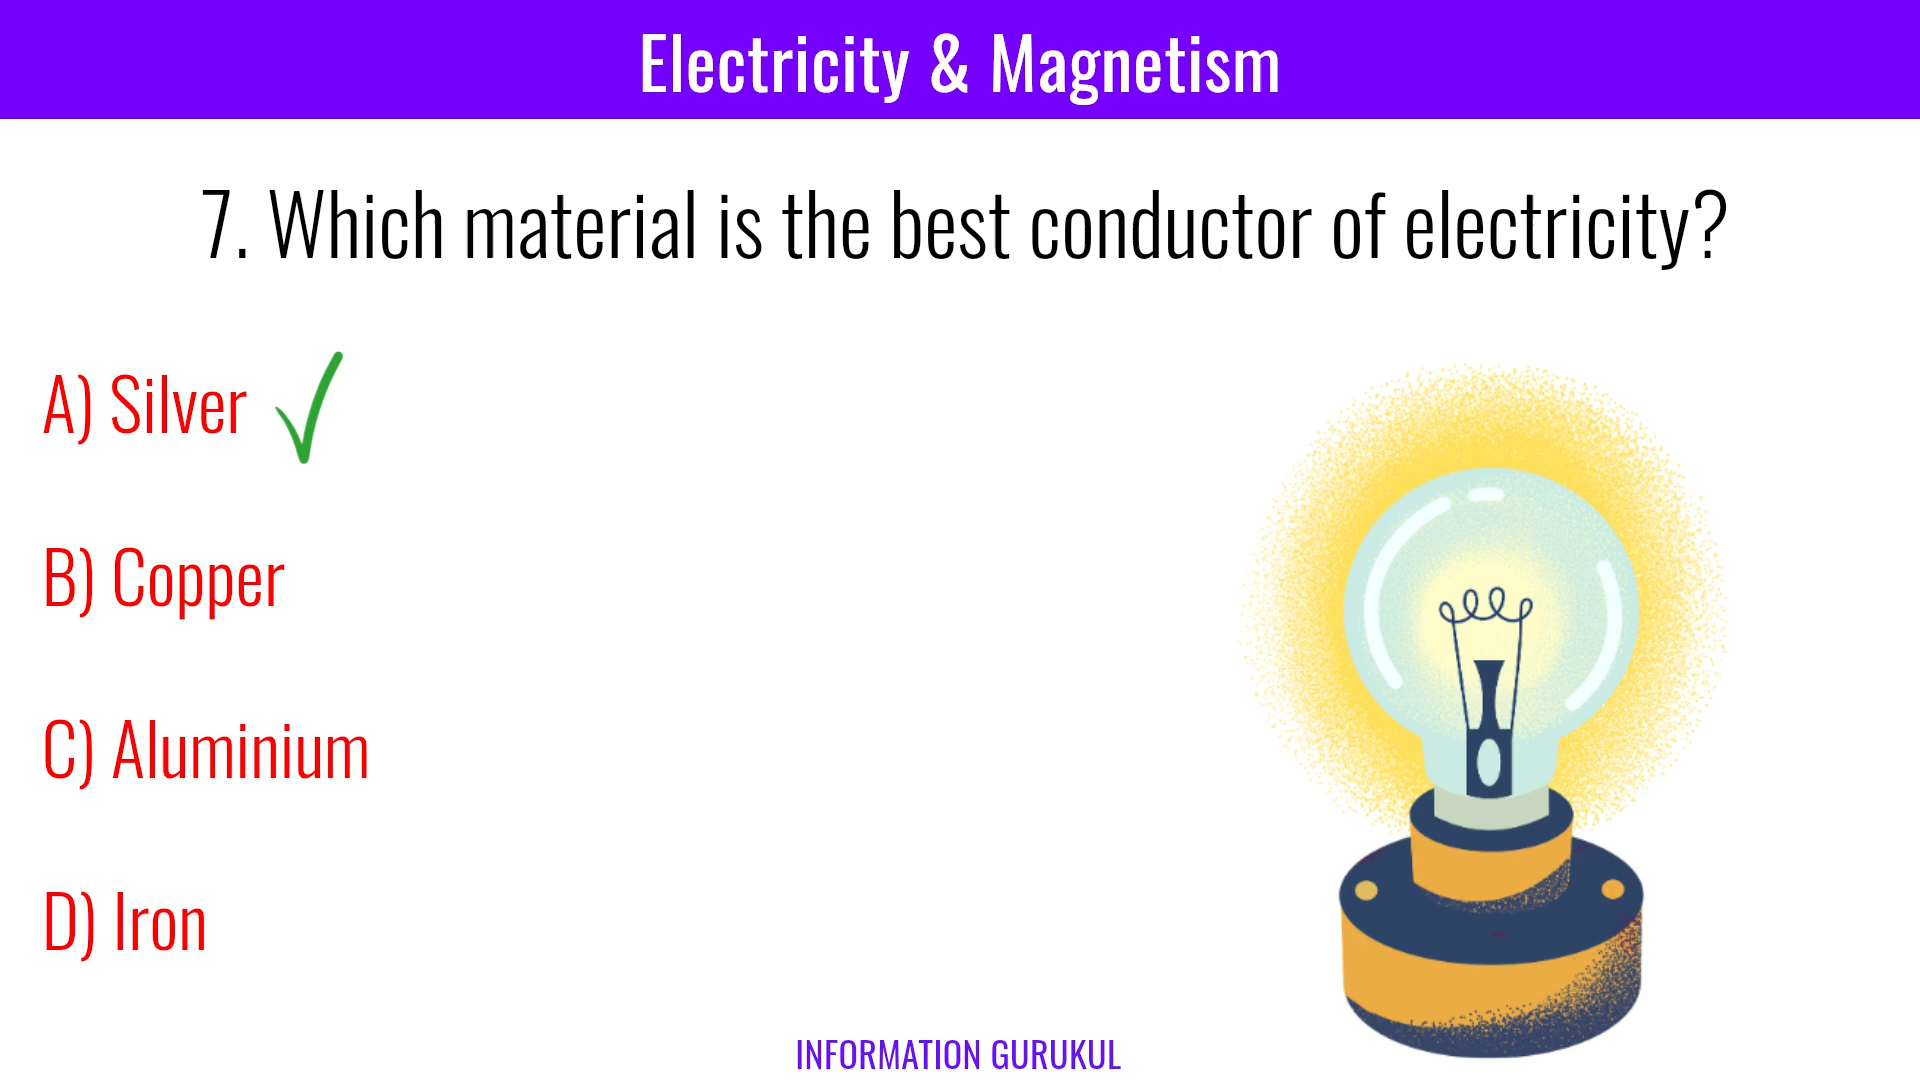 Electricity & Magnetism
7. Which material is the best conductor of electricity?
A) Silver
B) Copper
C) Aluminium
D) Iron
INFORMATION GURUKUL